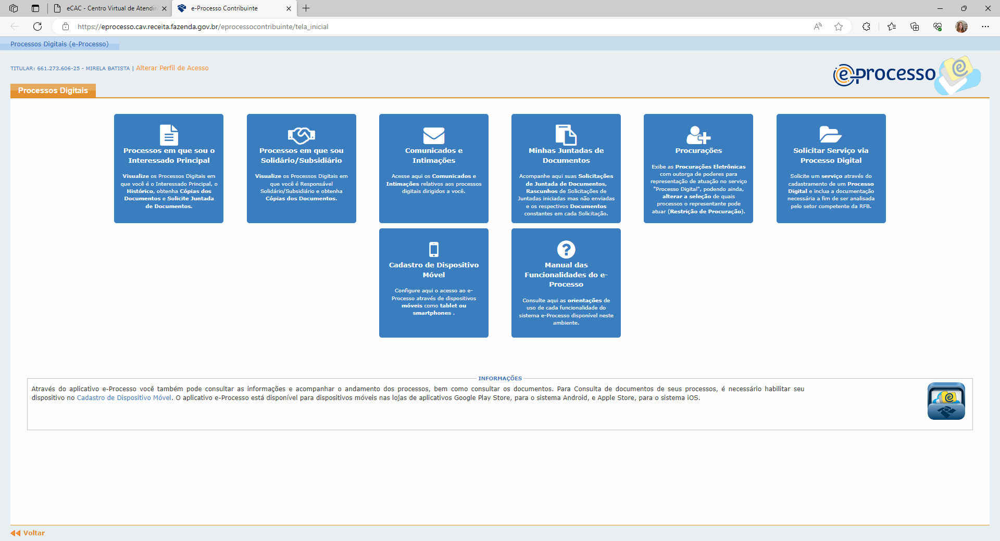 eCAC - Centro Virtual de Atendin
e-Processo Contribuinte
https://eprocesso.cav.receita.fazenda.gov.br/eprocessocontribuinte/tela_inicial
Processos Digitais (e-Processo)
TITULAR: 661.273.606-25 - MIRELA BATISTA | Alterar Perfil de Acesso
e-processo
Processos Digitais
Processos em que sou o
Interessado Principal
Visualize os Processos Digitais em
que você é o Interessado Principal, o
Histórico, obtenha Cópias dos
Documentos e Solicite Juntada
de Documentos.
Processos em que sou
Solidário/Subsidiário
Visualize os Processos Digitais em
que você é Responsável
Solidário/Subsidiário e obtenha
Cópias dos Documentos.
Comunicados e
Intimações
Acesse aqui os Comunicados e
Intimações relativos aos processos
digitais dirigidos a você.
Minhas Juntadas de
Documentos
Acompanhe aqui suas Solicitações
de Juntada de Documentos,
Rascunhos de Solicitações de
Juntadas iniciadas mas não enviadas
e os respectivos Documentos
constantes em cada Solicitação.
Procurações
Exibe as Procurações Eletrônicas
com outorga de poderes para
representação de atuação no serviço
"Processo Digital", podendo ainda,
alterar a seleção de quais
processos o representante pode
atuar (Restrição de Procuração).
Solicitar Serviço via
Processo Digital
Solicite um serviço através do
cadastramento de um Processo
Digital e inclua a documentação
necessária a fim de ser analisada
pelo setor competente da RFB.
Cadastro de Dispositivo
Móvel
Configure aqui o acesso ao e-
Processo através de dispositivos
móveis como tablet ou
smartphones .
Manual das
Funcionalidades do e-
Processo
Consulte aqui as orientações de
uso de cada funcionalidade do
sistema e-Processo disponível neste
ambiente.
INFORMAÇÕES
Através do aplicativo e-Processo você também pode consultar as informações e acompanhar o andamento dos processos, bem como consultar os documentos. Para Consulta de documentos de seus processos, é necessário habilitar seu
dispositivo no Cadastro de Dispositivo Móvel. O aplicativo e-Processo está disponível para dispositivos móveis nas lojas de aplicativos Google Play Store, para o sistema Android, e Apple Store, para o sistema iOS.
Voltar